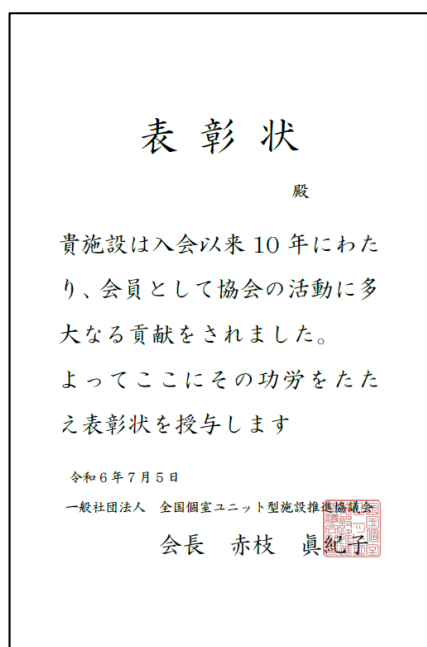 表彰状
殿
貴施設は入会以来 10 年にわた
り、会員として協会の活動に多
大なる貢献をされました。
よってここにその功労をたた
え表彰状を授与します
令和6年7月5日
一般社団法人 全国個室ユニット型施設推進協議会
会長 赤枝 眞紀子